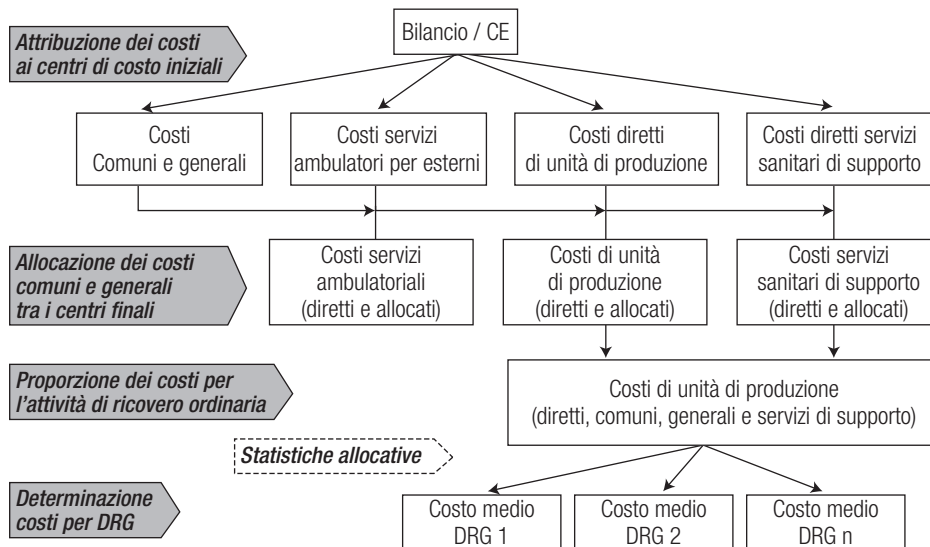 Attribuzione dei costi
ai centri di costo iniziali
Bilancio / CE
Costi
Comuni e generali
Costi servizi
ambulatori per esterni
Costi diretti
di unità di produzione
Costi diretti servizi
sanitari di supporto
Allocazione dei costi
comuni e generali
tra i centri finali
Costi servizi
ambulatoriali
(diretti e allocati)
Costi di unità
di produzione
(diretti e allocati)
Costi servizi
sanitari di supporto
(diretti e allocati)
Proporzione dei costi per
l'attività di ricovero ordinaria
Costi di unità di produzione
(diretti, comuni, generali e servizi di supporto)
Statistiche allocative
Determinazione
costi per DRG
Costo medio
DRG 1
Costo medio
DRG 2
Costo medio
DRG n